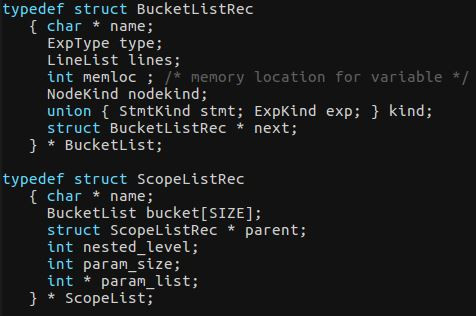 typedef struct BucketListRec
{ char * name;
ExpType type;
LineList lines;
int memloc ; /* memory location for variable */
NodeKind nodekind;
union { StmtKind stmt; ExpKind exp; } kind;
struct BucketListRec * next;
} * BucketList;
typedef struct ScopeListRec
{ char * name;
BucketList bucket[SIZE];
struct ScopeListRec * parent;
int nested_level;
int param_size;
int * param_list;
} * ScopeList;